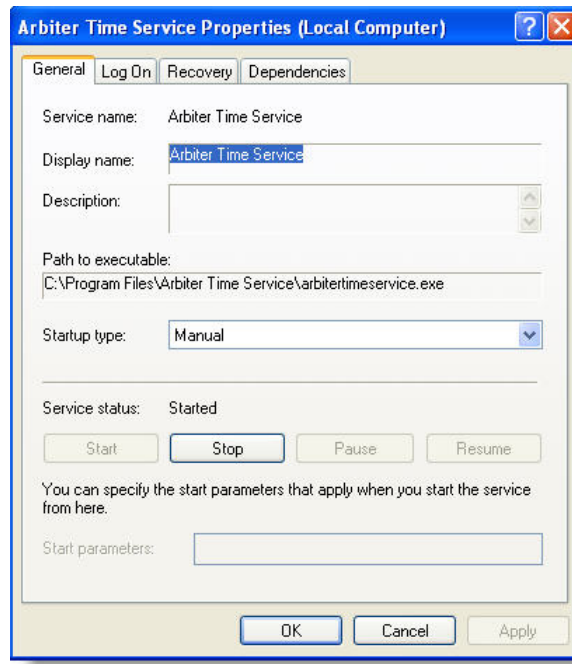 Arbiter Time Service Properties (Local Computer)
General Log On Recovery Dependencies
Service name: Arbiter Time Service
Display name: Arbiter Time Service
Description:
Path to executable:
C:\Program Files\Arbiter Time Service\arbitertimeservice.exe
Startup type: Manual
Service status: Started
Start Stop Pause Resume
You can specify the start parameters that apply when you start the service
from here.
Start parameters:
OK Cancel Apply